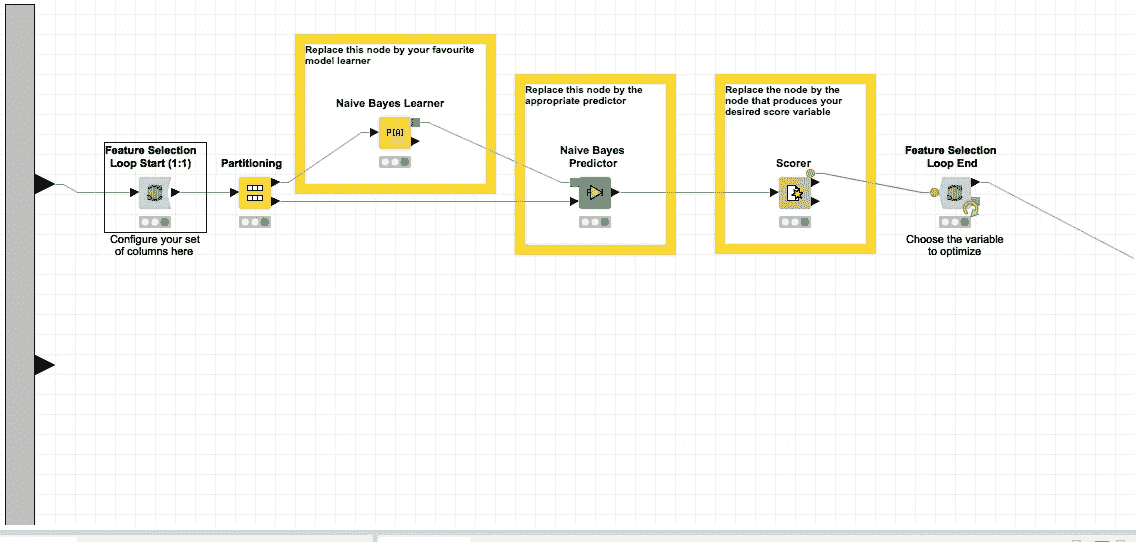 Replace this node by your favourite
model learner
Naive Bayes Learner
P[A]
Replace this node by the
appropriate predictor
Naive Bayes
Predictor
Replace the node by the
node that produces your
desired score variable
Scorer
Feature Selection
Loop Start (1:1)
Configure your set
of columns here
Partitioning
Feature Selection
Loop End
Choose the variable
to optimize